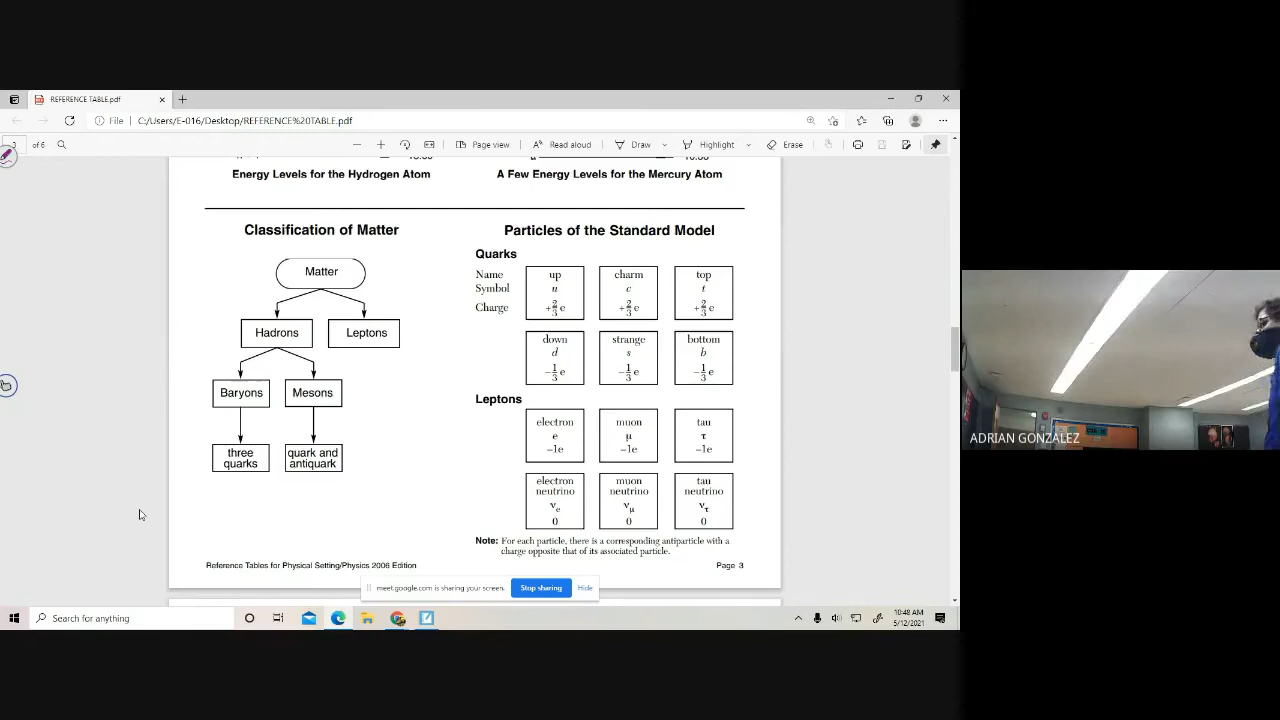 REFERENCE TABLE.pdf
File C:/Users/E-016/Desktop/REFERENCE%20TABLE.pdf
of 6 Page view Read aloud Draw Highlight Erase
Energy Levels for the Hydrogen Atom
A Few Energy Levels for the Mercury Atom
Classification of Matter
Matter
Hadrons Leptons
Baryons Mesons
three
quarks
quark and
antiquark
Particles of the Standard Model
Quarks
Name up charm top
Symbol u c t
Charge +2/3 e +2/3 e +2/3 e
down strange bottom
d s b
−1/3 e −1/3 e −1/3 e
Leptons
electron muon tau
e μ τ
−1e −1e −1e
electron muon tau
neutrino neutrino neutrino
νe νμ ντ
0 0 0
Note: For each particle, there is a corresponding antiparticle with a
charge opposite that of its associated particle.
Reference Tables for Physical Setting/Physics 2006 Edition Page 3
meet.google.com is sharing your screen. Stop sharing Hide
Search for anything
10:48 AM
5/12/2021
ADRIAN GONZALEZ